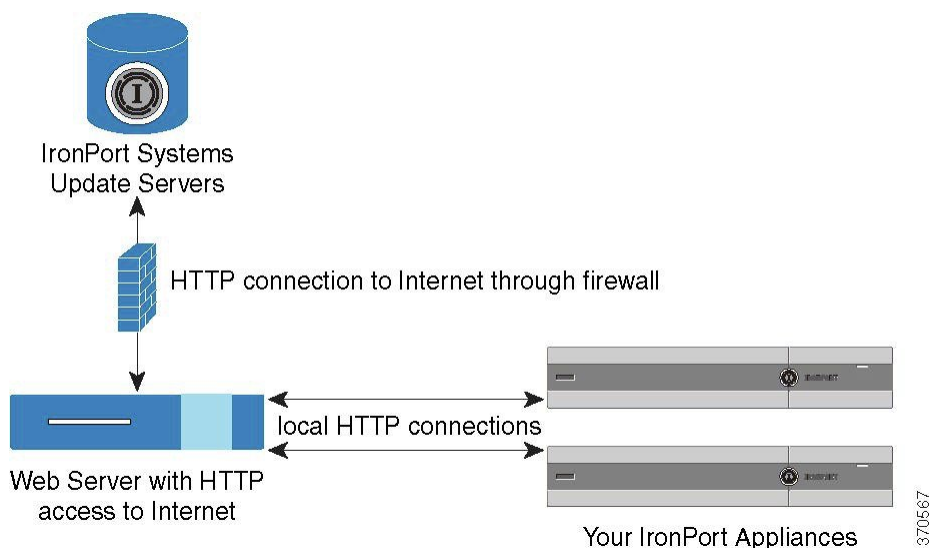 IronPort Systems
Update Servers
HTTP connection to Internet through firewall
local HTTP connections
Web Server with HTTP
access to Internet
Your IronPort Appliances
370567